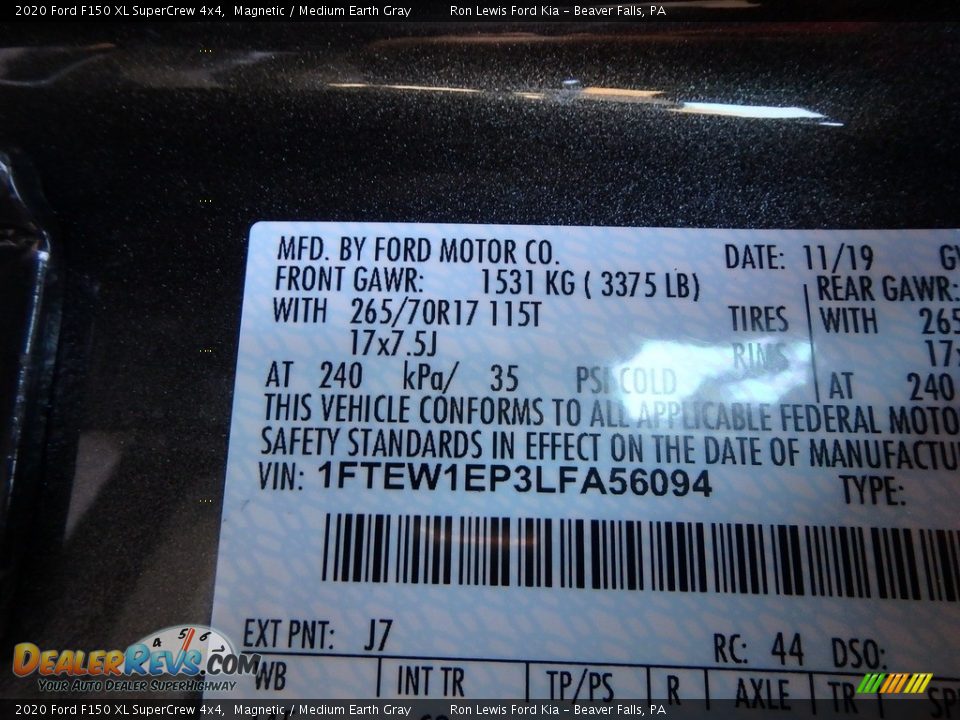 2020 Ford F150 XL SuperCrew 4x4, Magnetic / Medium Earth Gray Ron Lewis Ford Kia – Beaver Falls, PA
MFD. BY FORD MOTOR CO. DATE: 11/19
FRONT GAWR: 1531 KG ( 3375 LB) REAR GAWR:
WITH 265/70R17 115T TIRES WITH 265
17x7.5J RIMS 17x
AT 240 kPa/ 35 PSI COLD AT 240
THIS VEHICLE CONFORMS TO ALL APPLICABLE FEDERAL MOTO
SAFETY STANDARDS IN EFFECT ON THE DATE OF MANUFACTU
VIN: 1FTEW1EP3LFA56094 TYPE:
EXT PNT: J7 RC: 44 DSO:
WB INT TR TP/PS R AXLE TR SP
DEALERREVS.COM
YOUR AUTO DEALER SUPERHIGHWAY
2020 Ford F150 XL SuperCrew 4x4, Magnetic / Medium Earth Gray Ron Lewis Ford Kia – Beaver Falls, PA